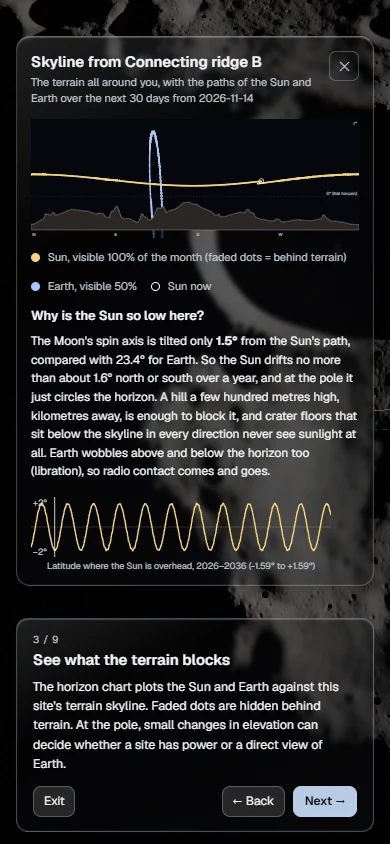 Skyline from Connecting ridge B
The terrain all around you, with the paths of the Sun and
Earth over the next 30 days from 2026-11-14
0° (flat horizon)
N
E
S
W
Sun, visible 100% of the month (faded dots = behind terrain)
Earth, visible 50%
Sun now
Why is the Sun so low here?
The Moon's spin axis is tilted only 1.5° from the Sun's path,
compared with 23.4° for Earth. So the Sun drifts no more
than about 1.6° north or south over a year, and at the pole it
just circles the horizon. A hill a few hundred metres high,
kilometres away, is enough to block it, and crater floors that
sit below the skyline in every direction never see sunlight at
all. Earth wobbles above and below the horizon too
(libration), so radio contact comes and goes.
+2°
−2°
Latitude where the Sun is overhead, 2026–2036 (-1.59° to +1.59°)
3 / 9
See what the terrain blocks
The horizon chart plots the Sun and Earth against this
site's terrain skyline. Faded dots are hidden behind
terrain. At the pole, small changes in elevation can
decide whether a site has power or a direct view of
Earth.
Exit
← Back
Next →